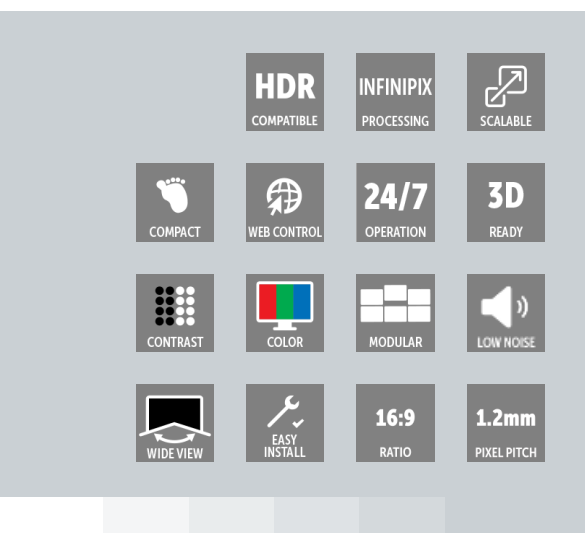 HDR
COMPATIBLE
INFINIPIX
PROCESSING
SCALABLE
COMPACT
WEB CONTROL
24/7
OPERATION
3D
READY
CONTRAST
COLOR
MODULAR
LOW NOISE
WIDE VIEW
EASY
INSTALL
16:9
RATIO
1.2mm
PIXEL PITCH